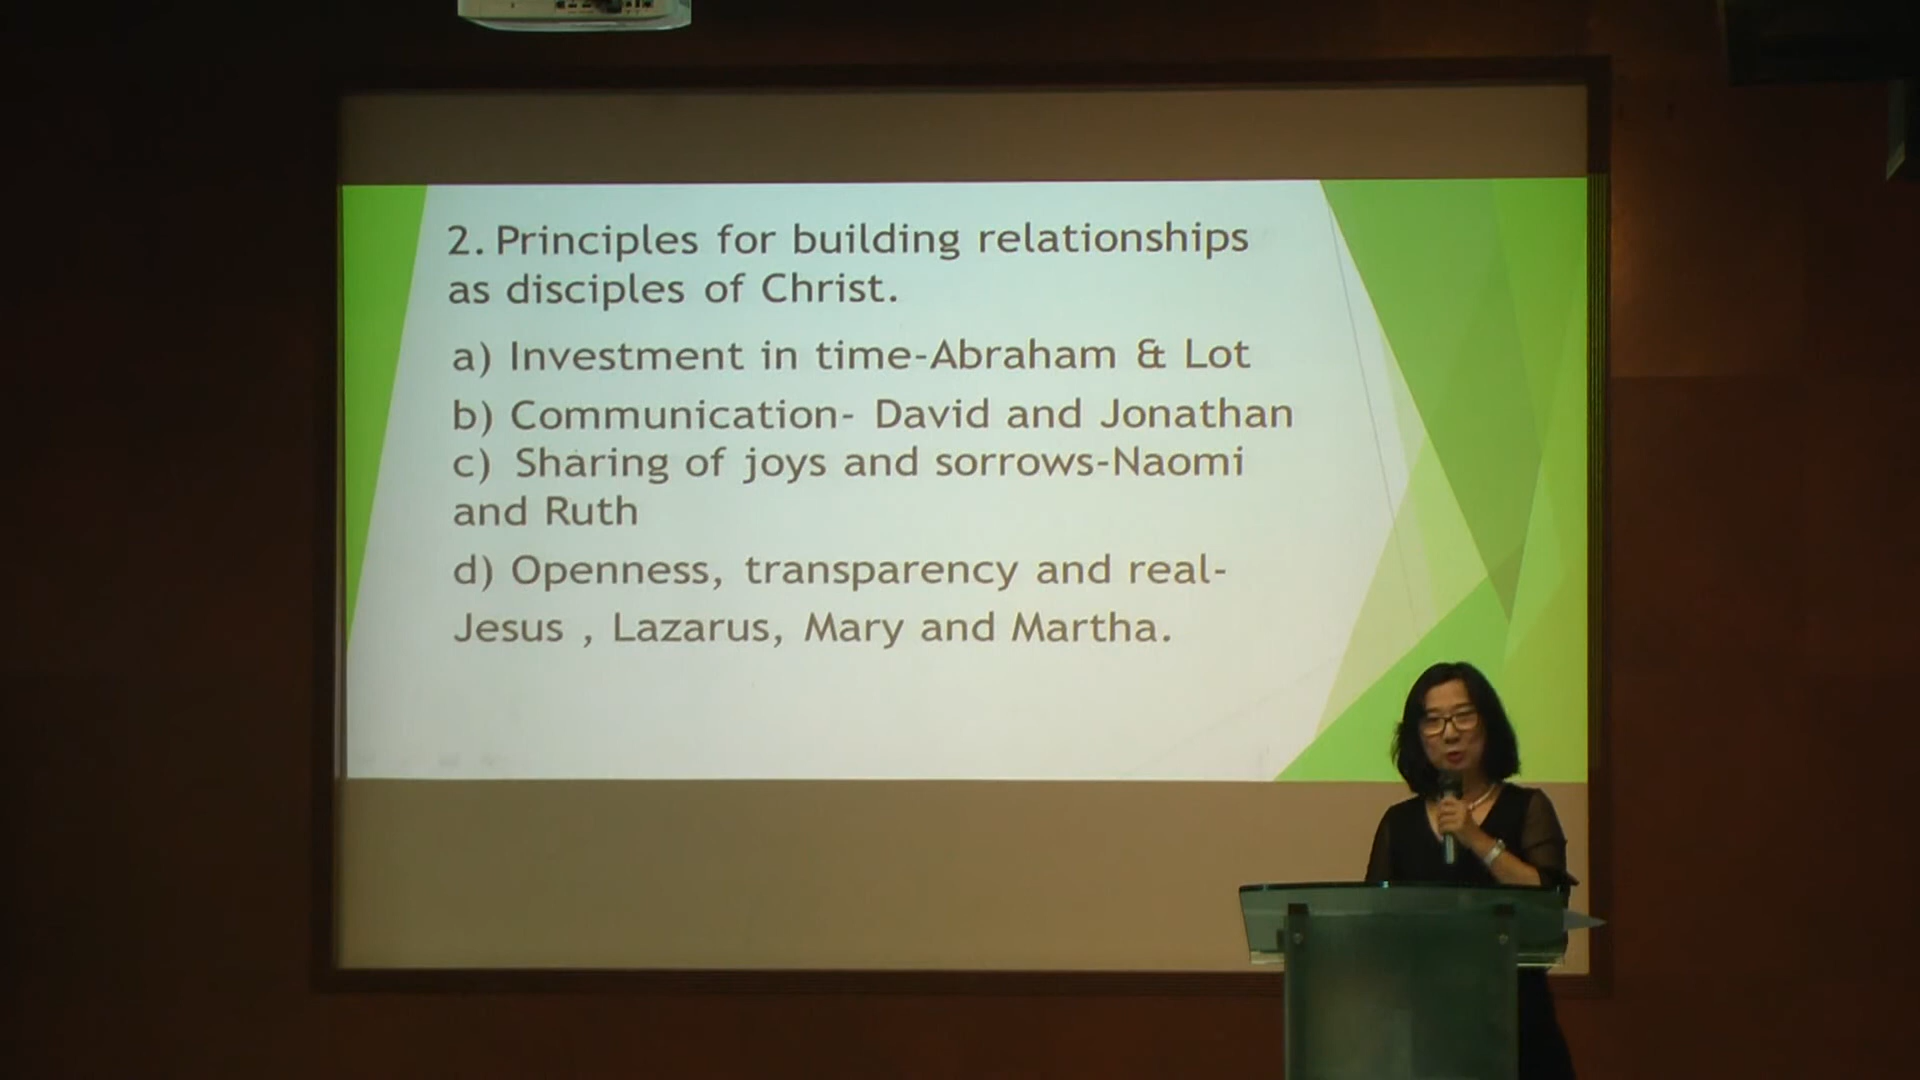 2. Principles for building relationships
as disciples of Christ.
a) Investment in time-Abraham & Lot
b) Communication- David and Jonathan
c) Sharing of joys and sorrows-Naomi
and Ruth
d) Openness, transparency and real-
Jesus , Lazarus, Mary and Martha.